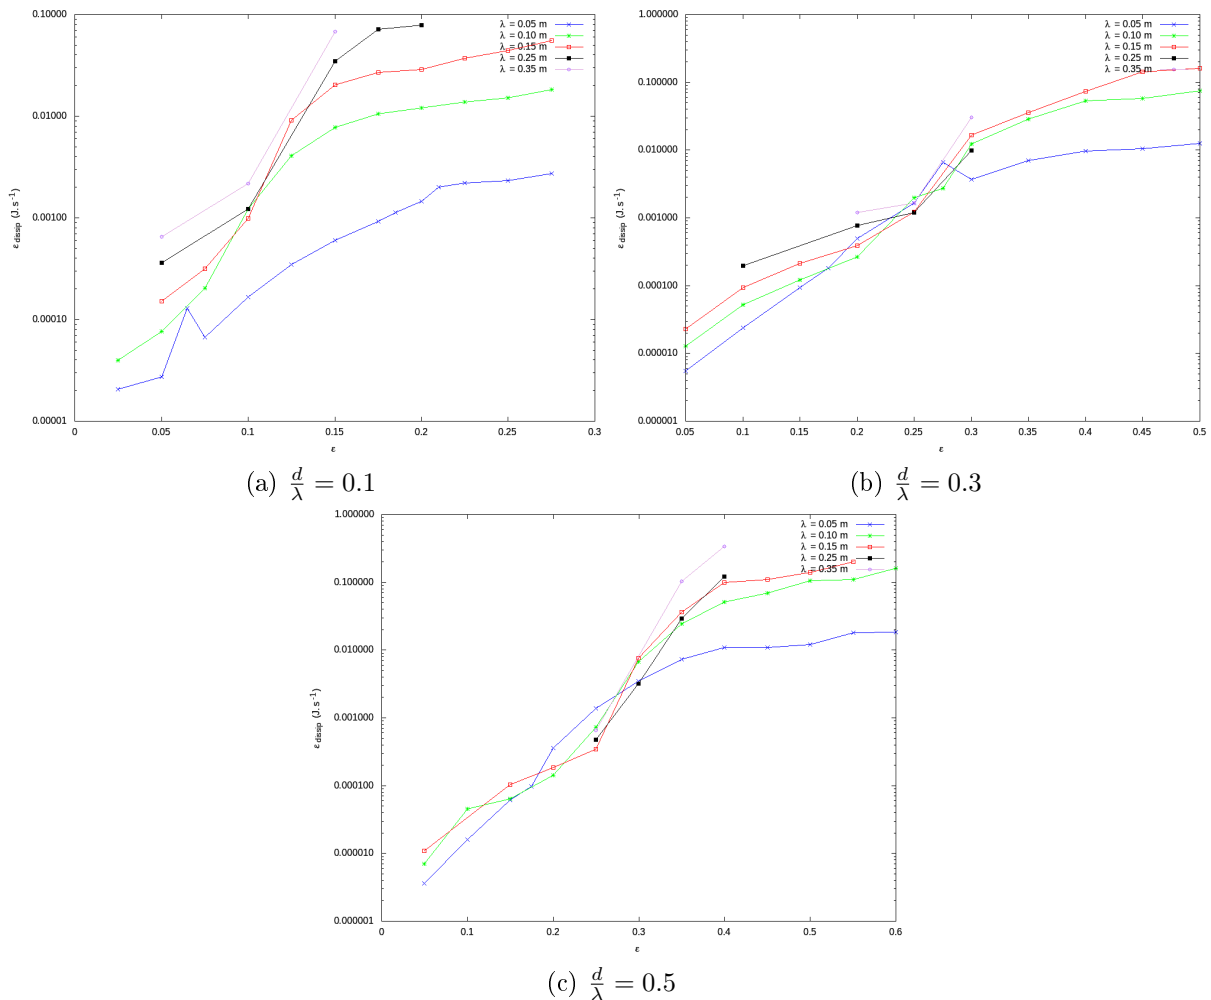 0.10000
0.01000
0.00100
0.00010
0.00001
ε dissip (J. s⁻¹)
0 0.05 0.1 0.15 0.2 0.25 0.3
ε
λ = 0.05 m
λ = 0.10 m
λ = 0.15 m
λ = 0.25 m
λ = 0.35 m
(a) d/λ = 0.1
1.000000
0.100000
0.010000
0.001000
0.000100
0.000010
0.000001
ε dissip (J. s⁻¹)
0.05 0.1 0.15 0.2 0.25 0.3 0.35 0.4 0.45 0.5
ε
λ = 0.05 m
λ = 0.10 m
λ = 0.15 m
λ = 0.25 m
λ = 0.35 m
(b) d/λ = 0.3
1.000000
0.100000
0.010000
0.001000
0.000100
0.000010
0.000001
ε dissip (J. s⁻¹)
0 0.1 0.2 0.3 0.4 0.5 0.6
ε
λ = 0.05 m
λ = 0.10 m
λ = 0.15 m
λ = 0.25 m
λ = 0.35 m
(c) d/λ = 0.5